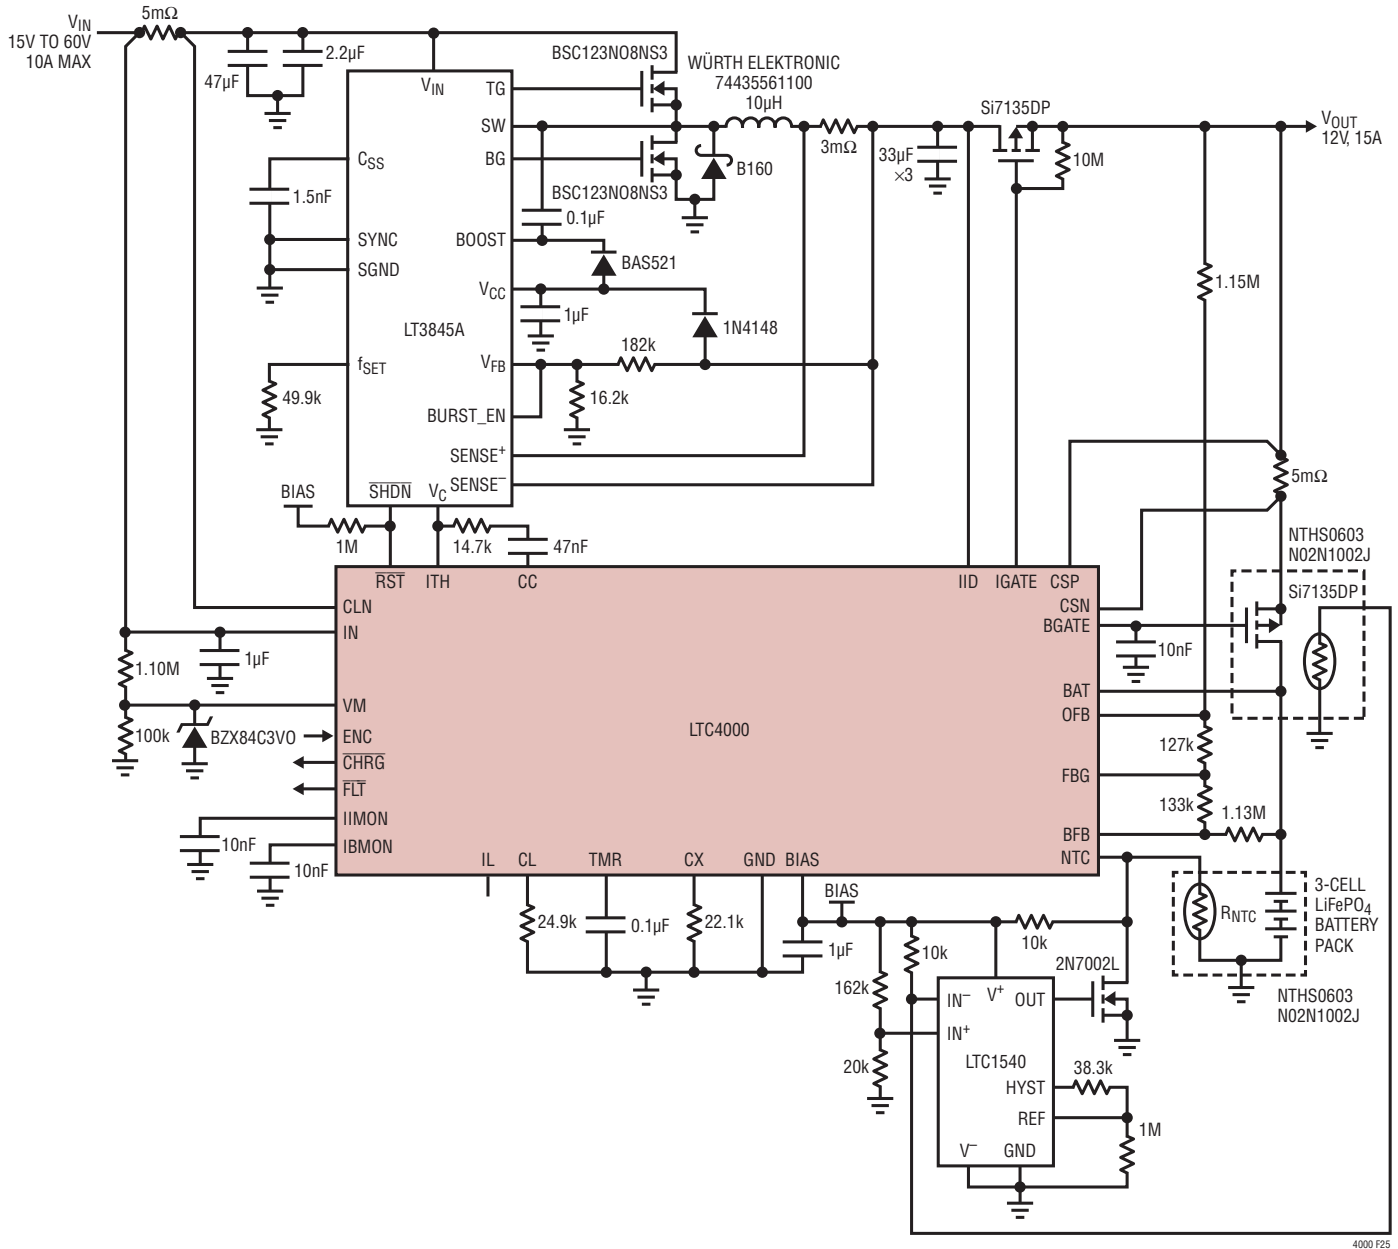 VIN
15V TO 60V
10A MAX
5mΩ
47µF
2.2µF
BSC123NO8NS3
WÜRTH ELEKTRONIC
74435561100
10µH
Si7135DP
VOUT
12V, 15A
VIN
TG
SW
BG
CSS
1.5nF
SYNC
SGND
BOOST
VCC
LT3845A
fSET
49.9k
VFB
BURST_EN
SENSE+
SENSE–
SHDN
VC
BSC123NO8NS3
B160
3mΩ
33µF
×3
10M
0.1µF
BAS521
1µF
1N4148
182k
16.2k
1.15M
5mΩ
BIAS
1M
14.7k
47nF
NTHS0603
N02N1002J
Si7135DP
RST
ITH
CC
IID
IGATE
CSP
CLN
IN
VM
ENC
CHRG
FLT
IIMON
IBMON
CSN
BGATE
BAT
OFB
FBG
BFB
NTC
LTC4000
1.10M
1µF
100k
BZX84C3VO
10nF
10nF
10nF
127k
133k
1.13M
IL
CL
TMR
CX
GND
BIAS
24.9k
0.1µF
22.1k
1µF
BIAS
10k
10k
162k
20k
2N7002L
RNTC
3-CELL
LiFePO4
BATTERY
PACK
NTHS0603
N02N1002J
IN–
V+
OUT
IN+
LTC1540
HYST
REF
V–
GND
38.3k
1M
4000 F25